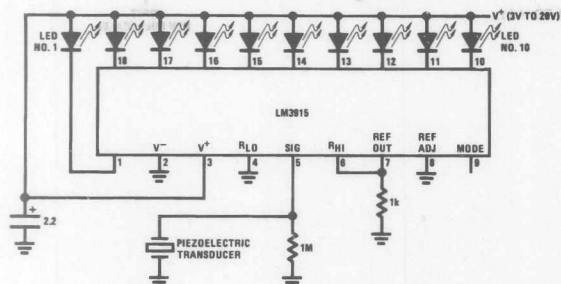 V+ (3V TO 20V)
LED
NO. 1
LED
NO. 10
18
17
16
15
14
13
12
11
10
LM3915
V−
V+
RLO
SIG
RHI
REF
OUT
REF
ADJ
MODE
1
2
3
4
5
6
7
8
9
+
2.2
PIEZOELECTRIC
TRANSDUCER
1M
1k